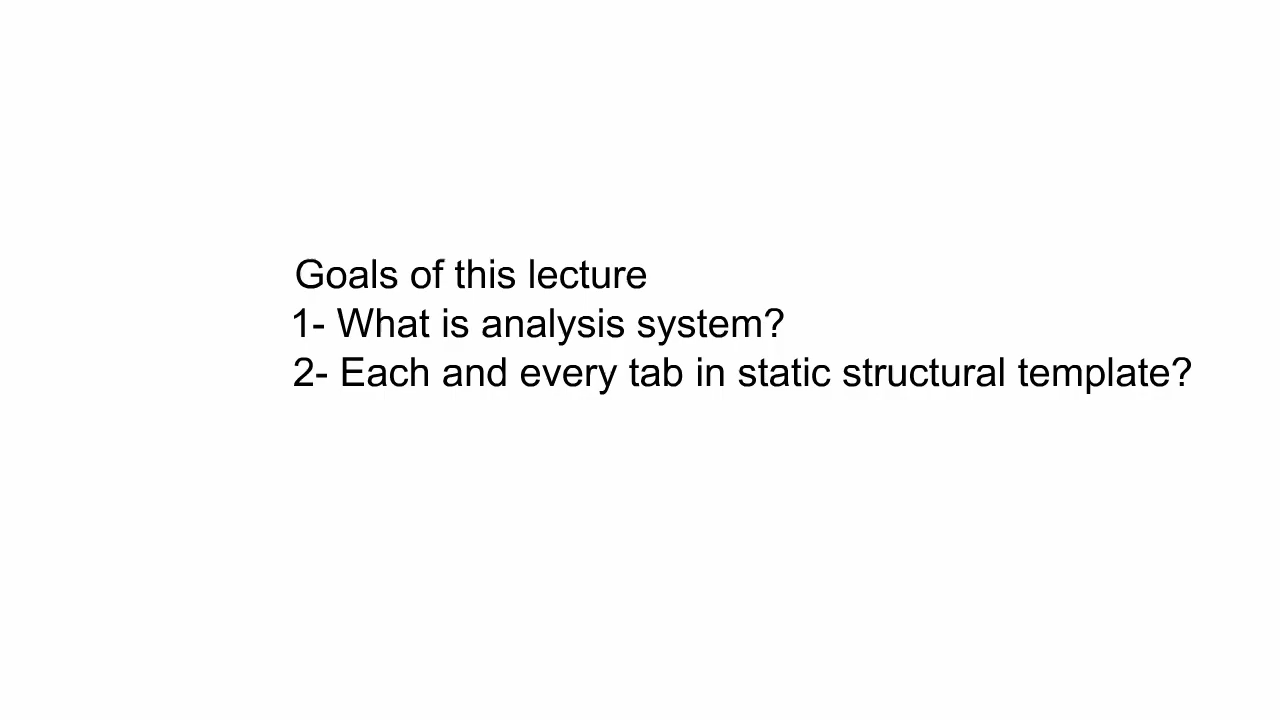 Goals of this lecture
1- What is analysis system?
2- Each and every tab in static structural template?